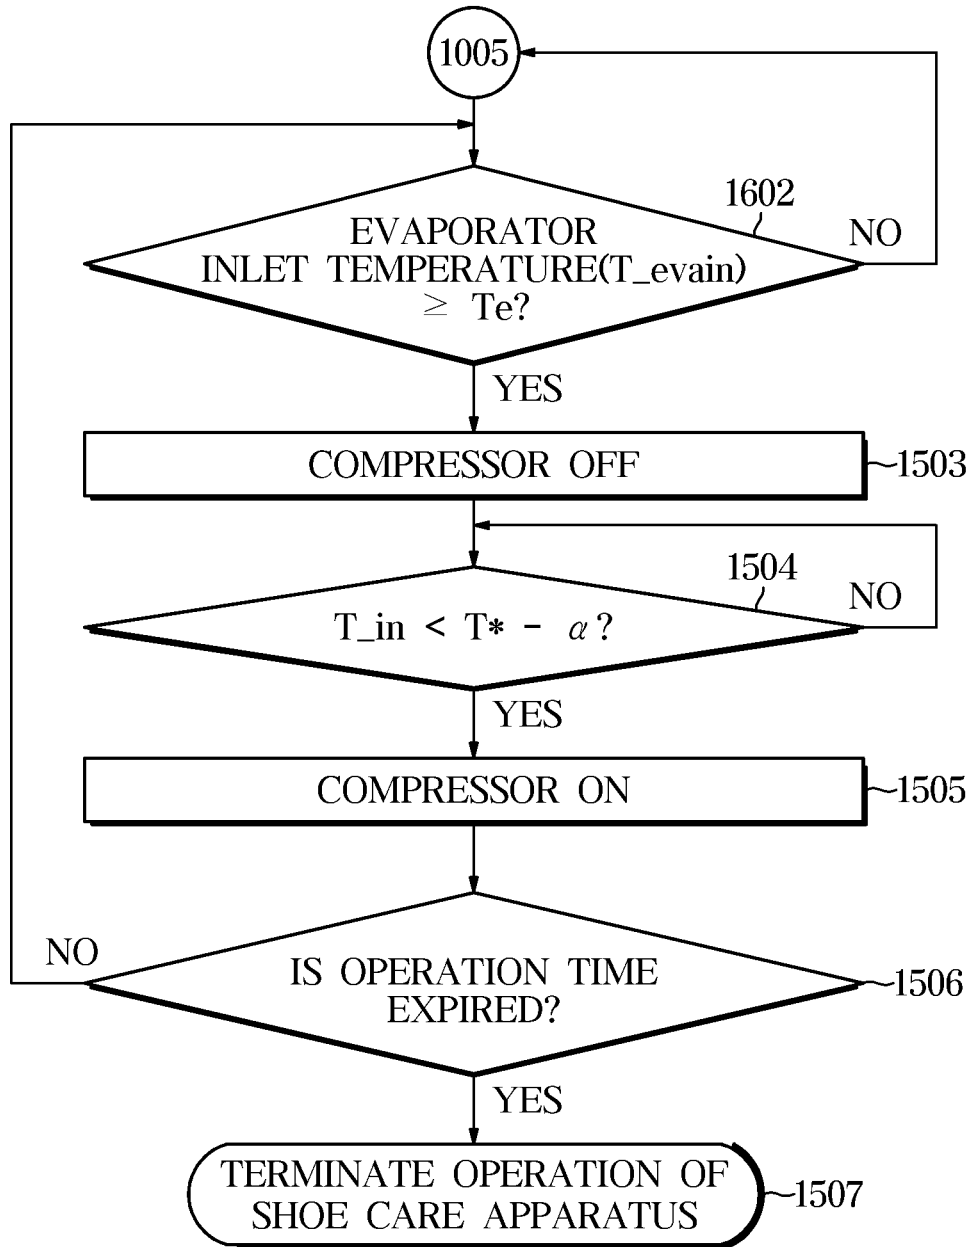 1005
1602
EVAPORATOR
INLET TEMPERATURE(T_evain)
≥ Te?
NO
YES
COMPRESSOR OFF
1503
1504
T_in < T* - α?
NO
YES
COMPRESSOR ON
1505
NO
IS OPERATION TIME
EXPIRED?
1506
YES
TERMINATE OPERATION OF
SHOE CARE APPARATUS
1507